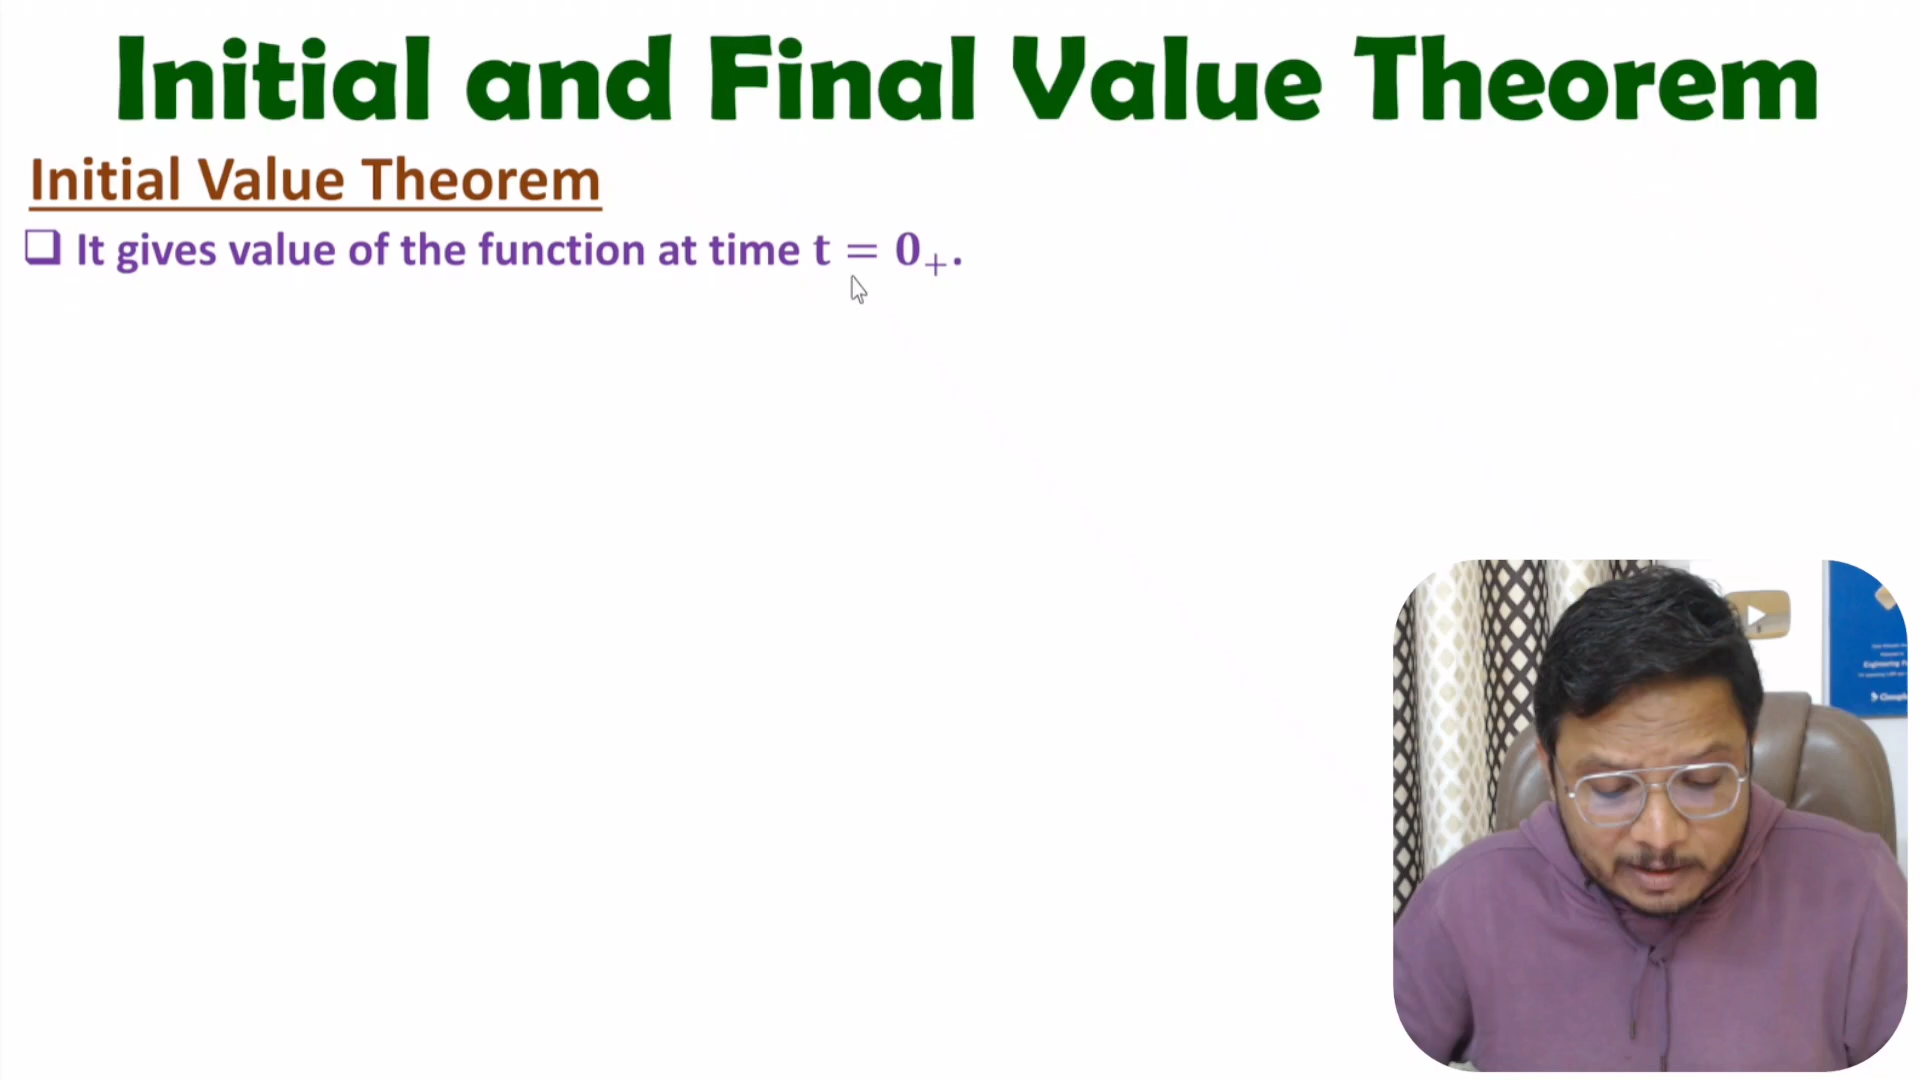 Initial and Final Value Theorem
Initial Value Theorem
❑ It gives value of the function at time t = 0₊.